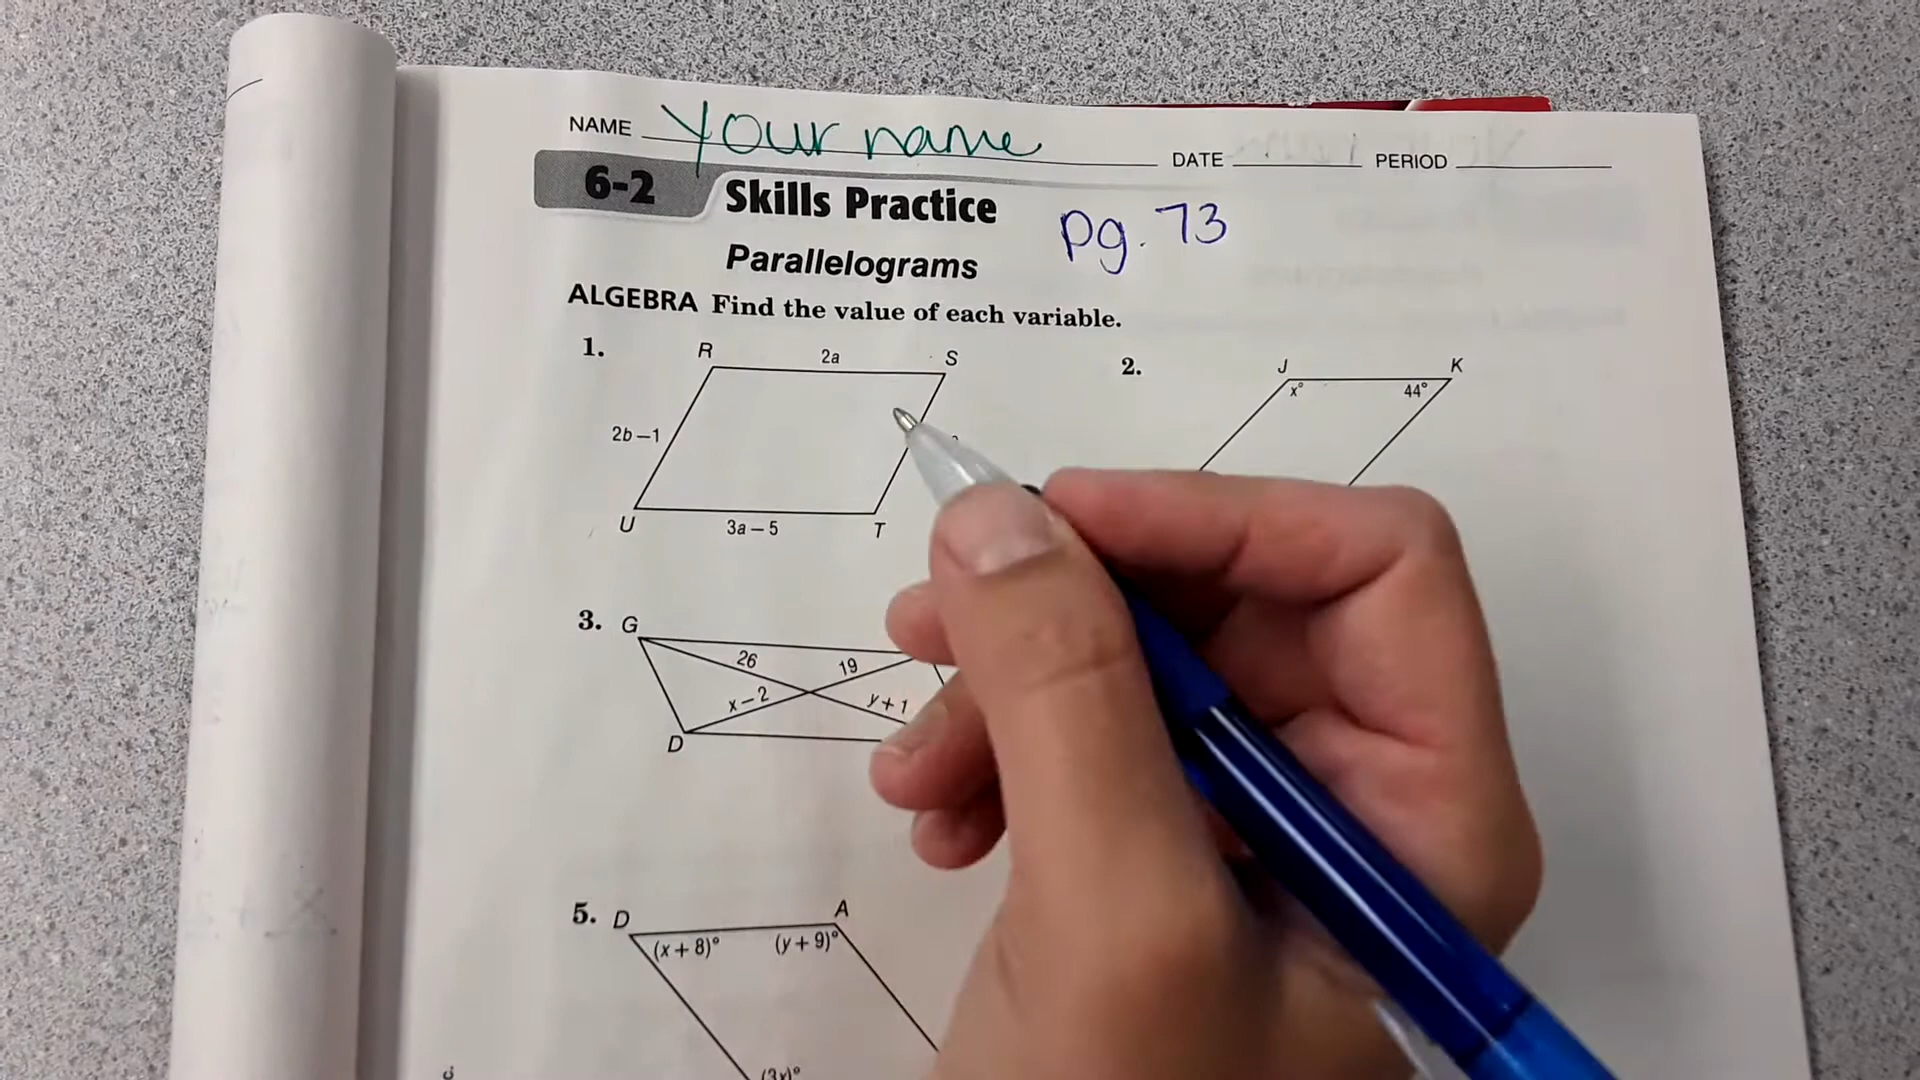 NAME Your name DATE PERIOD
6-2 Skills Practice pg. 73
Parallelograms
ALGEBRA Find the value of each variable.
1. R 2a S
2b – 1
U 3a – 5 T
2. J K
x° 44°
3. G
26 19
x – 2 y + 1
D
5. D A
(x + 8)° (y + 9)°